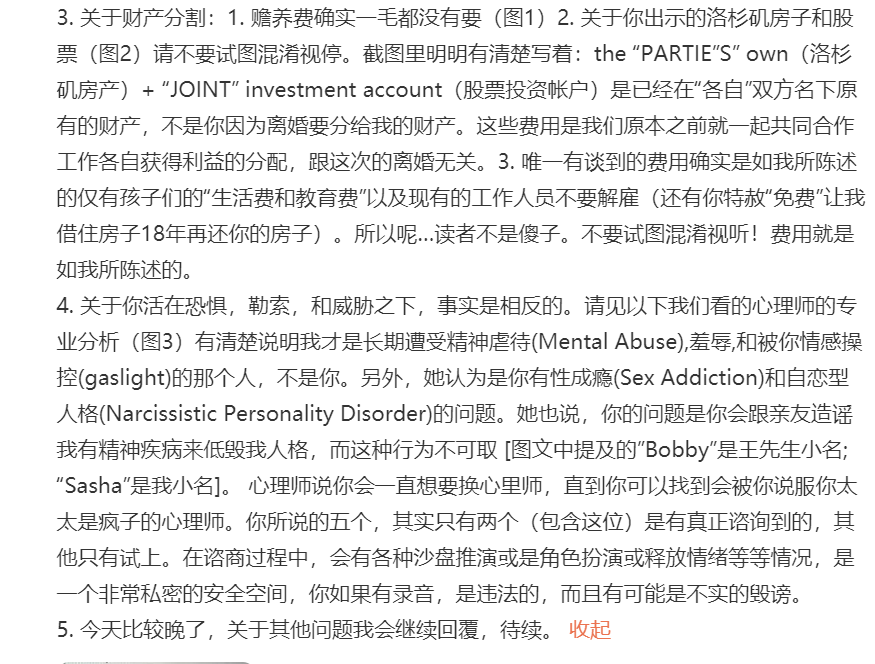 3. 关于财产分割：1. 赡养费确实一毛都没有要（图1）2. 关于你出示的洛杉矶房子和股
票（图2）请不要试图混淆视停。截图里明明有清楚写着：the “PARTIE”S” own（洛杉
矶房产）+ “JOINT” investment account（股票投资帐户）是已经在“各自”双方名下原
有的财产，不是你因为离婚要分给我的财产。这些费用是我们原本之前就一起共同合作
工作各自获得利益的分配，跟这次的离婚无关。3. 唯一有谈到的费用确实是如我所陈述
的仅有孩子们的“生活费和教育费”以及现有的工作人员不要解雇（还有你特赦“免费”让我
借住房子18年再还你的房子）。所以呢...读者不是傻子。不要试图混淆视听！费用就是
如我所陈述的。
4. 关于你活在恐惧，勒索，和威胁之下，事实是相反的。请见以下我们看的心理师的专
业分析（图3）有清楚说明我才是长期遭受精神虐待(Mental Abuse),羞辱,和被你情感操
控(gaslight)的那个人，不是你。另外，她认为是你有性成瘾(Sex Addiction)和自恋型
人格(Narcissistic Personality Disorder)的问题。她也说，你的问题是你会跟亲友造谣
我有精神疾病来低毁我人格，而这种行为不可取 [图文中提及的”Bobby”是王先生小名;
“Sasha”是我小名]。 心理师说你会一直想要换心里师，直到你可以找到会被你说服你太
太是疯子的心理师。你所说的五个，其实只有两个（包含这位）是有真正谘询到的，其
他只有试上。在谘商过程中，会有各种沙盘推演或是角色扮演或释放情绪等等情况，是
一个非常私密的安全空间，你如果有录音，是违法的，而且有可能是不实的毁谤。
5. 今天比较晚了，关于其他问题我会继续回覆，待续。 收起